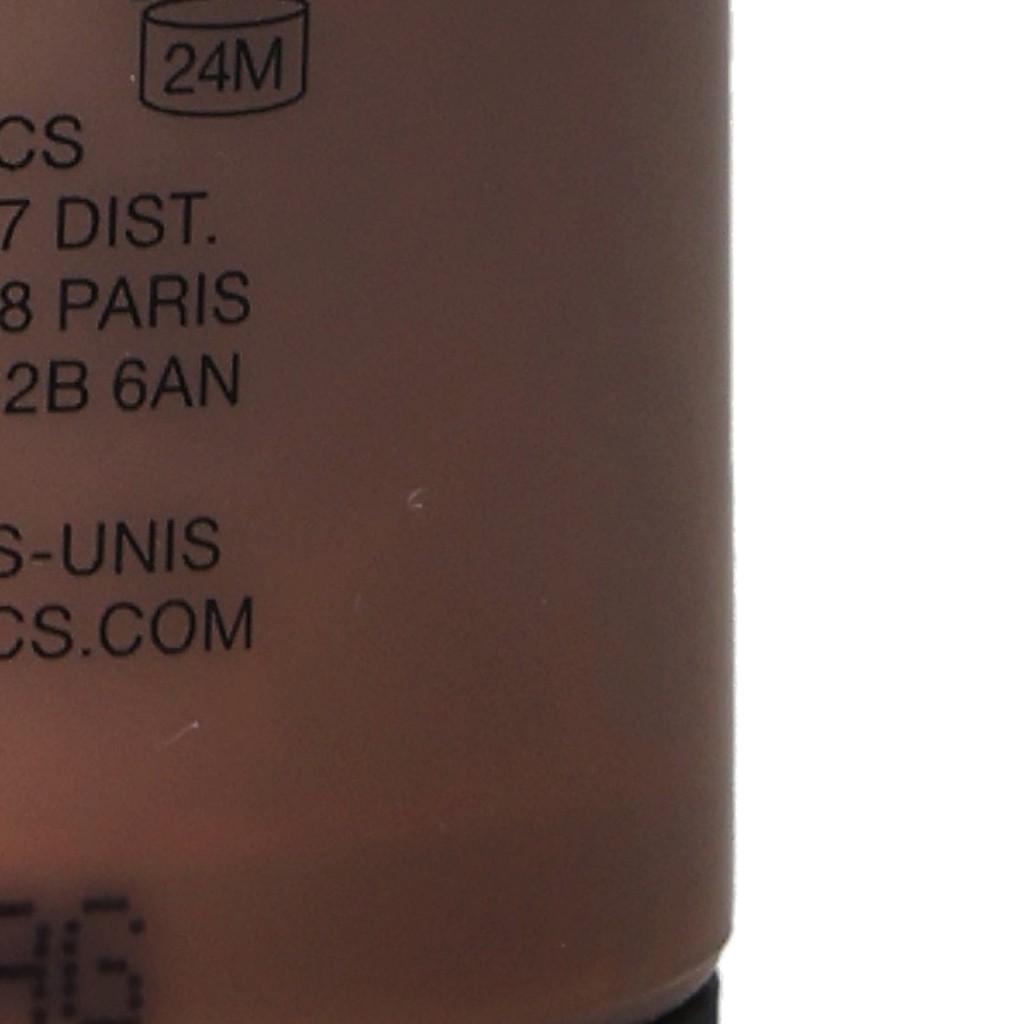 24M
CS
7 DIST.
8 PARIS
2B 6AN
S-UNIS
CS.COM